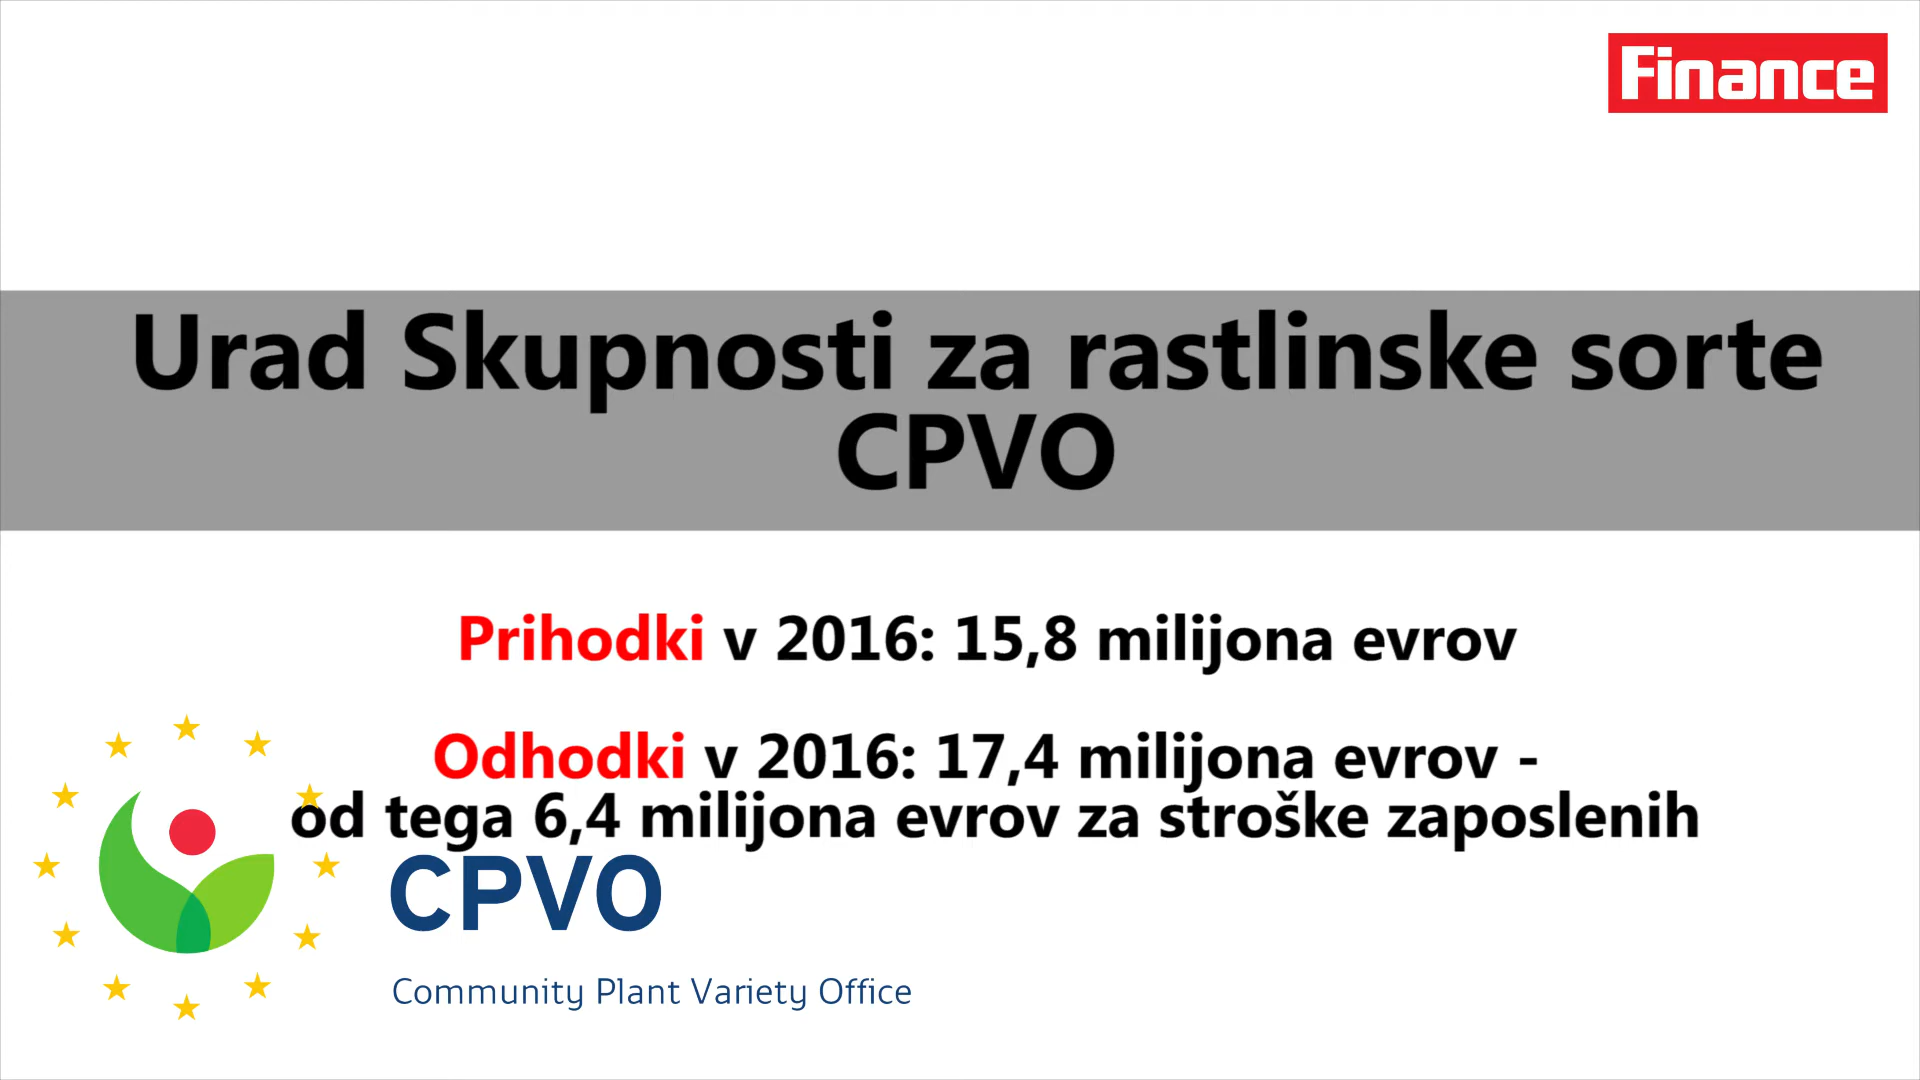 Finance
Urad Skupnosti za rastlinske sorte
CPVO
Prihodki v 2016: 15,8 milijona evrov
Odhodki v 2016: 17,4 milijona evrov -
od tega 6,4 milijona evrov za stroške zaposlenih
CPVO
Community Plant Variety Office